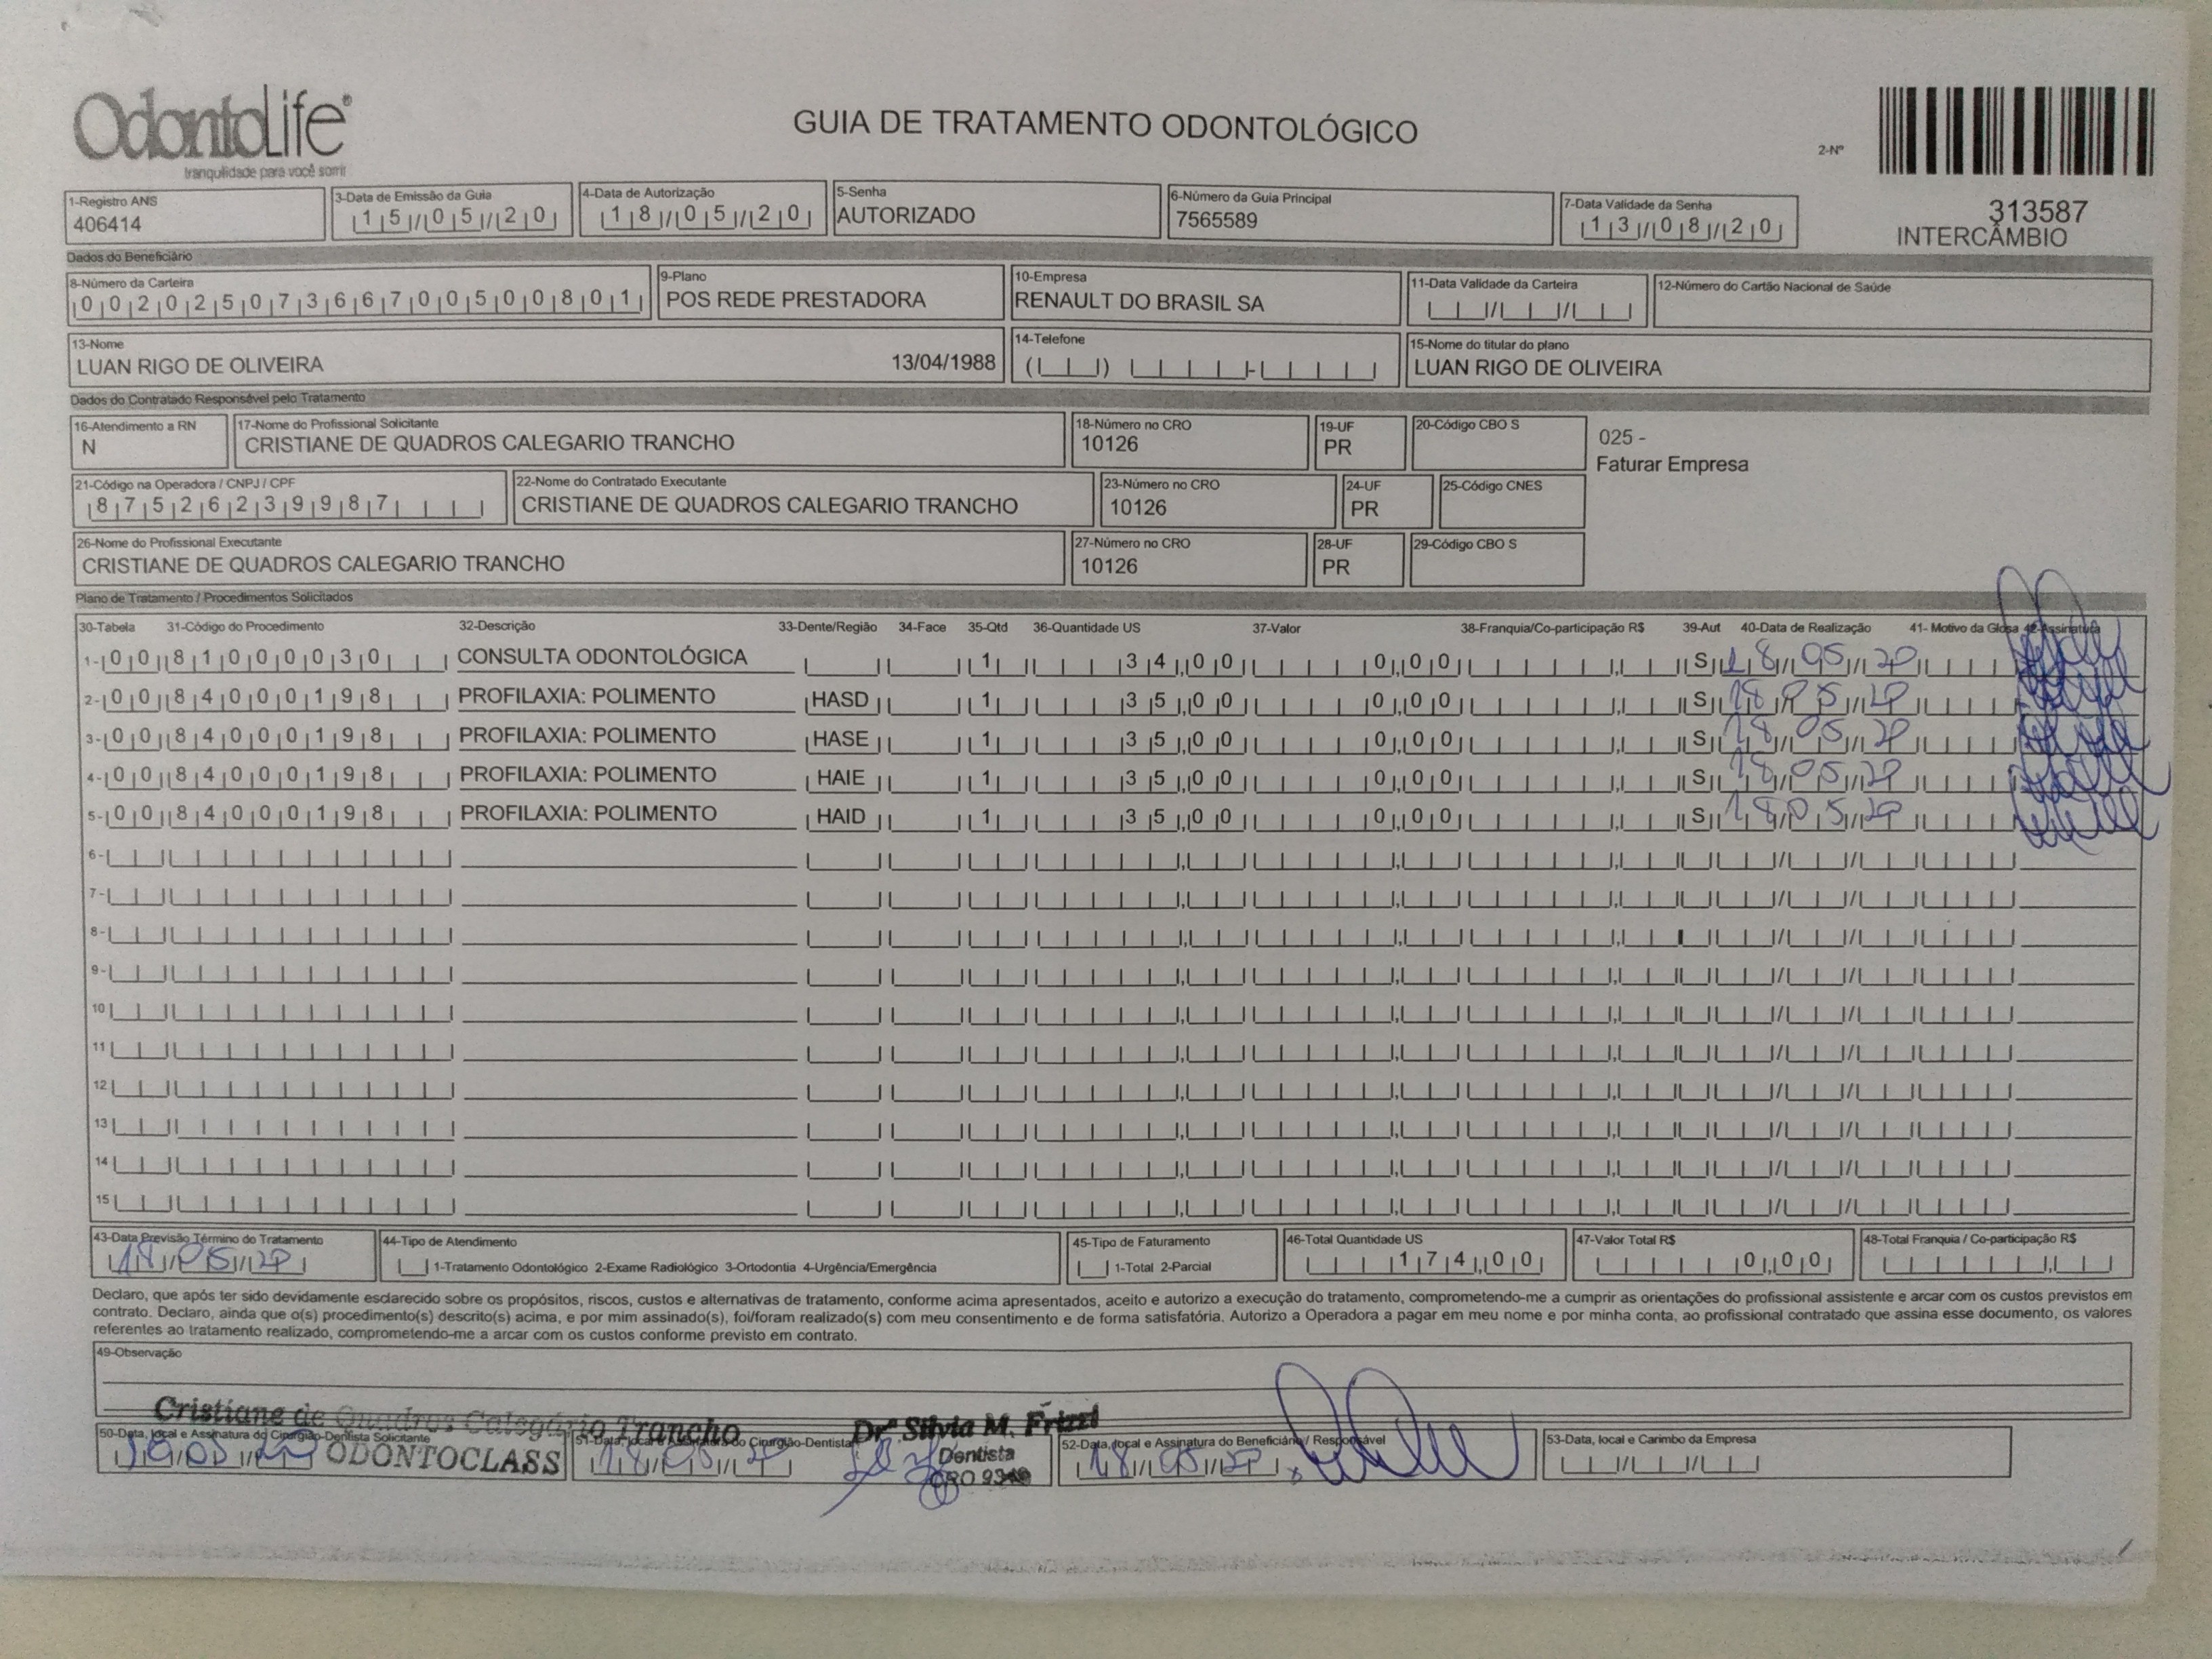 OdontoLife®
tranquilidade para você sorrir
GUIA DE TRATAMENTO ODONTOLÓGICO
2-Nº
313587
INTERCÂMBIO
1-Registro ANS
406414
3-Data de Emissão da Guia
15/05/20
4-Data de Autorização
18/05/20
5-Senha
AUTORIZADO
6-Número da Guia Principal
7565589
7-Data Validade da Senha
13/08/20
Dados do Beneficiário
8-Número da Carteira
00202507366700500801
9-Plano
POS REDE PRESTADORA
10-Empresa
RENAULT DO BRASIL SA
11-Data Validade da Carteira
12-Número do Cartão Nacional de Saúde
13-Nome
LUAN RIGO DE OLIVEIRA 13/04/1988
14-Telefone
15-Nome do titular do plano
LUAN RIGO DE OLIVEIRA
Dados do Contratado Responsável pelo Tratamento
16-Atendimento a RN
N
17-Nome do Profissional Solicitante
CRISTIANE DE QUADROS CALEGARIO TRANCHO
18-Número no CRO
10126
19-UF
PR
20-Código CBO S
025 -
Faturar Empresa
21-Código na Operadora / CNPJ / CPF
87526239987
22-Nome do Contratado Executante
CRISTIANE DE QUADROS CALEGARIO TRANCHO
23-Número no CRO
10126
24-UF
PR
25-Código CNES
26-Nome do Profissional Executante
CRISTIANE DE QUADROS CALEGARIO TRANCHO
27-Número no CRO
10126
28-UF
PR
29-Código CBO S
Plano de Tratamento / Procedimentos Solicitados
30-Tabela 31-Código do Procedimento 32-Descrição 33-Dente/Região 34-Face 35-Qtd 36-Quantidade US 37-Valor 38-Franquia/Co-participação R$ 39-Aut 40-Data de Realização 41- Motivo da Glosa 42-Assinatura
1- 00 81000030 CONSULTA ODONTOLÓGICA 1 34,00 0,00 S 18/05/20
2- 00 84000198 PROFILAXIA: POLIMENTO HASD 1 35,00 0,00 S 18/05/20
3- 00 84000198 PROFILAXIA: POLIMENTO HASE 1 35,00 0,00 S 18/05/20
4- 00 84000198 PROFILAXIA: POLIMENTO HAIE 1 35,00 0,00 S 18/05/20
5- 00 84000198 PROFILAXIA: POLIMENTO HAID 1 35,00 0,00 S 18/05/20
6-
7-
8-
9-
10
11
12
13
14
15
43-Data Previsão Término do Tratamento
18/05/20
44-Tipo de Atendimento
1-Tratamento Odontológico 2-Exame Radiológico 3-Ortodontia 4-Urgência/Emergência
45-Tipo de Faturamento
1-Total 2-Parcial
46-Total Quantidade US
174,00
47-Valor Total R$
0,00
48-Total Franquia / Co-participação R$
Declaro, que após ter sido devidamente esclarecido sobre os propósitos, riscos, custos e alternativas de tratamento, conforme acima apresentados, aceito e autorizo a execução do tratamento, comprometendo-me a cumprir as orientações do profissional assistente e arcar com os custos previstos em
contrato. Declaro, ainda que o(s) procedimento(s) descrito(s) acima, e por mim assinado(s), foi/foram realizado(s) com meu consentimento e de forma satisfatória. Autorizo a Operadora a pagar em meu nome e por minha conta, ao profissional contratado que assina esse documento, os valores
referentes ao tratamento realizado, comprometendo-me a arcar com os custos conforme previsto em contrato.
49-Observação
Cristiane de Quadros Calegário Trancho
ODONTOCLASS
Drª Silvia M. Frizzi
Dentista
50-Data, local e Assinatura do Cirurgião-Dentista Solicitante
51-Data, local e Assinatura do Cirurgião-Dentista
18/05/20
52-Data, local e Assinatura do Beneficiário / Responsável
18/05/20
53-Data, local e Carimbo da Empresa